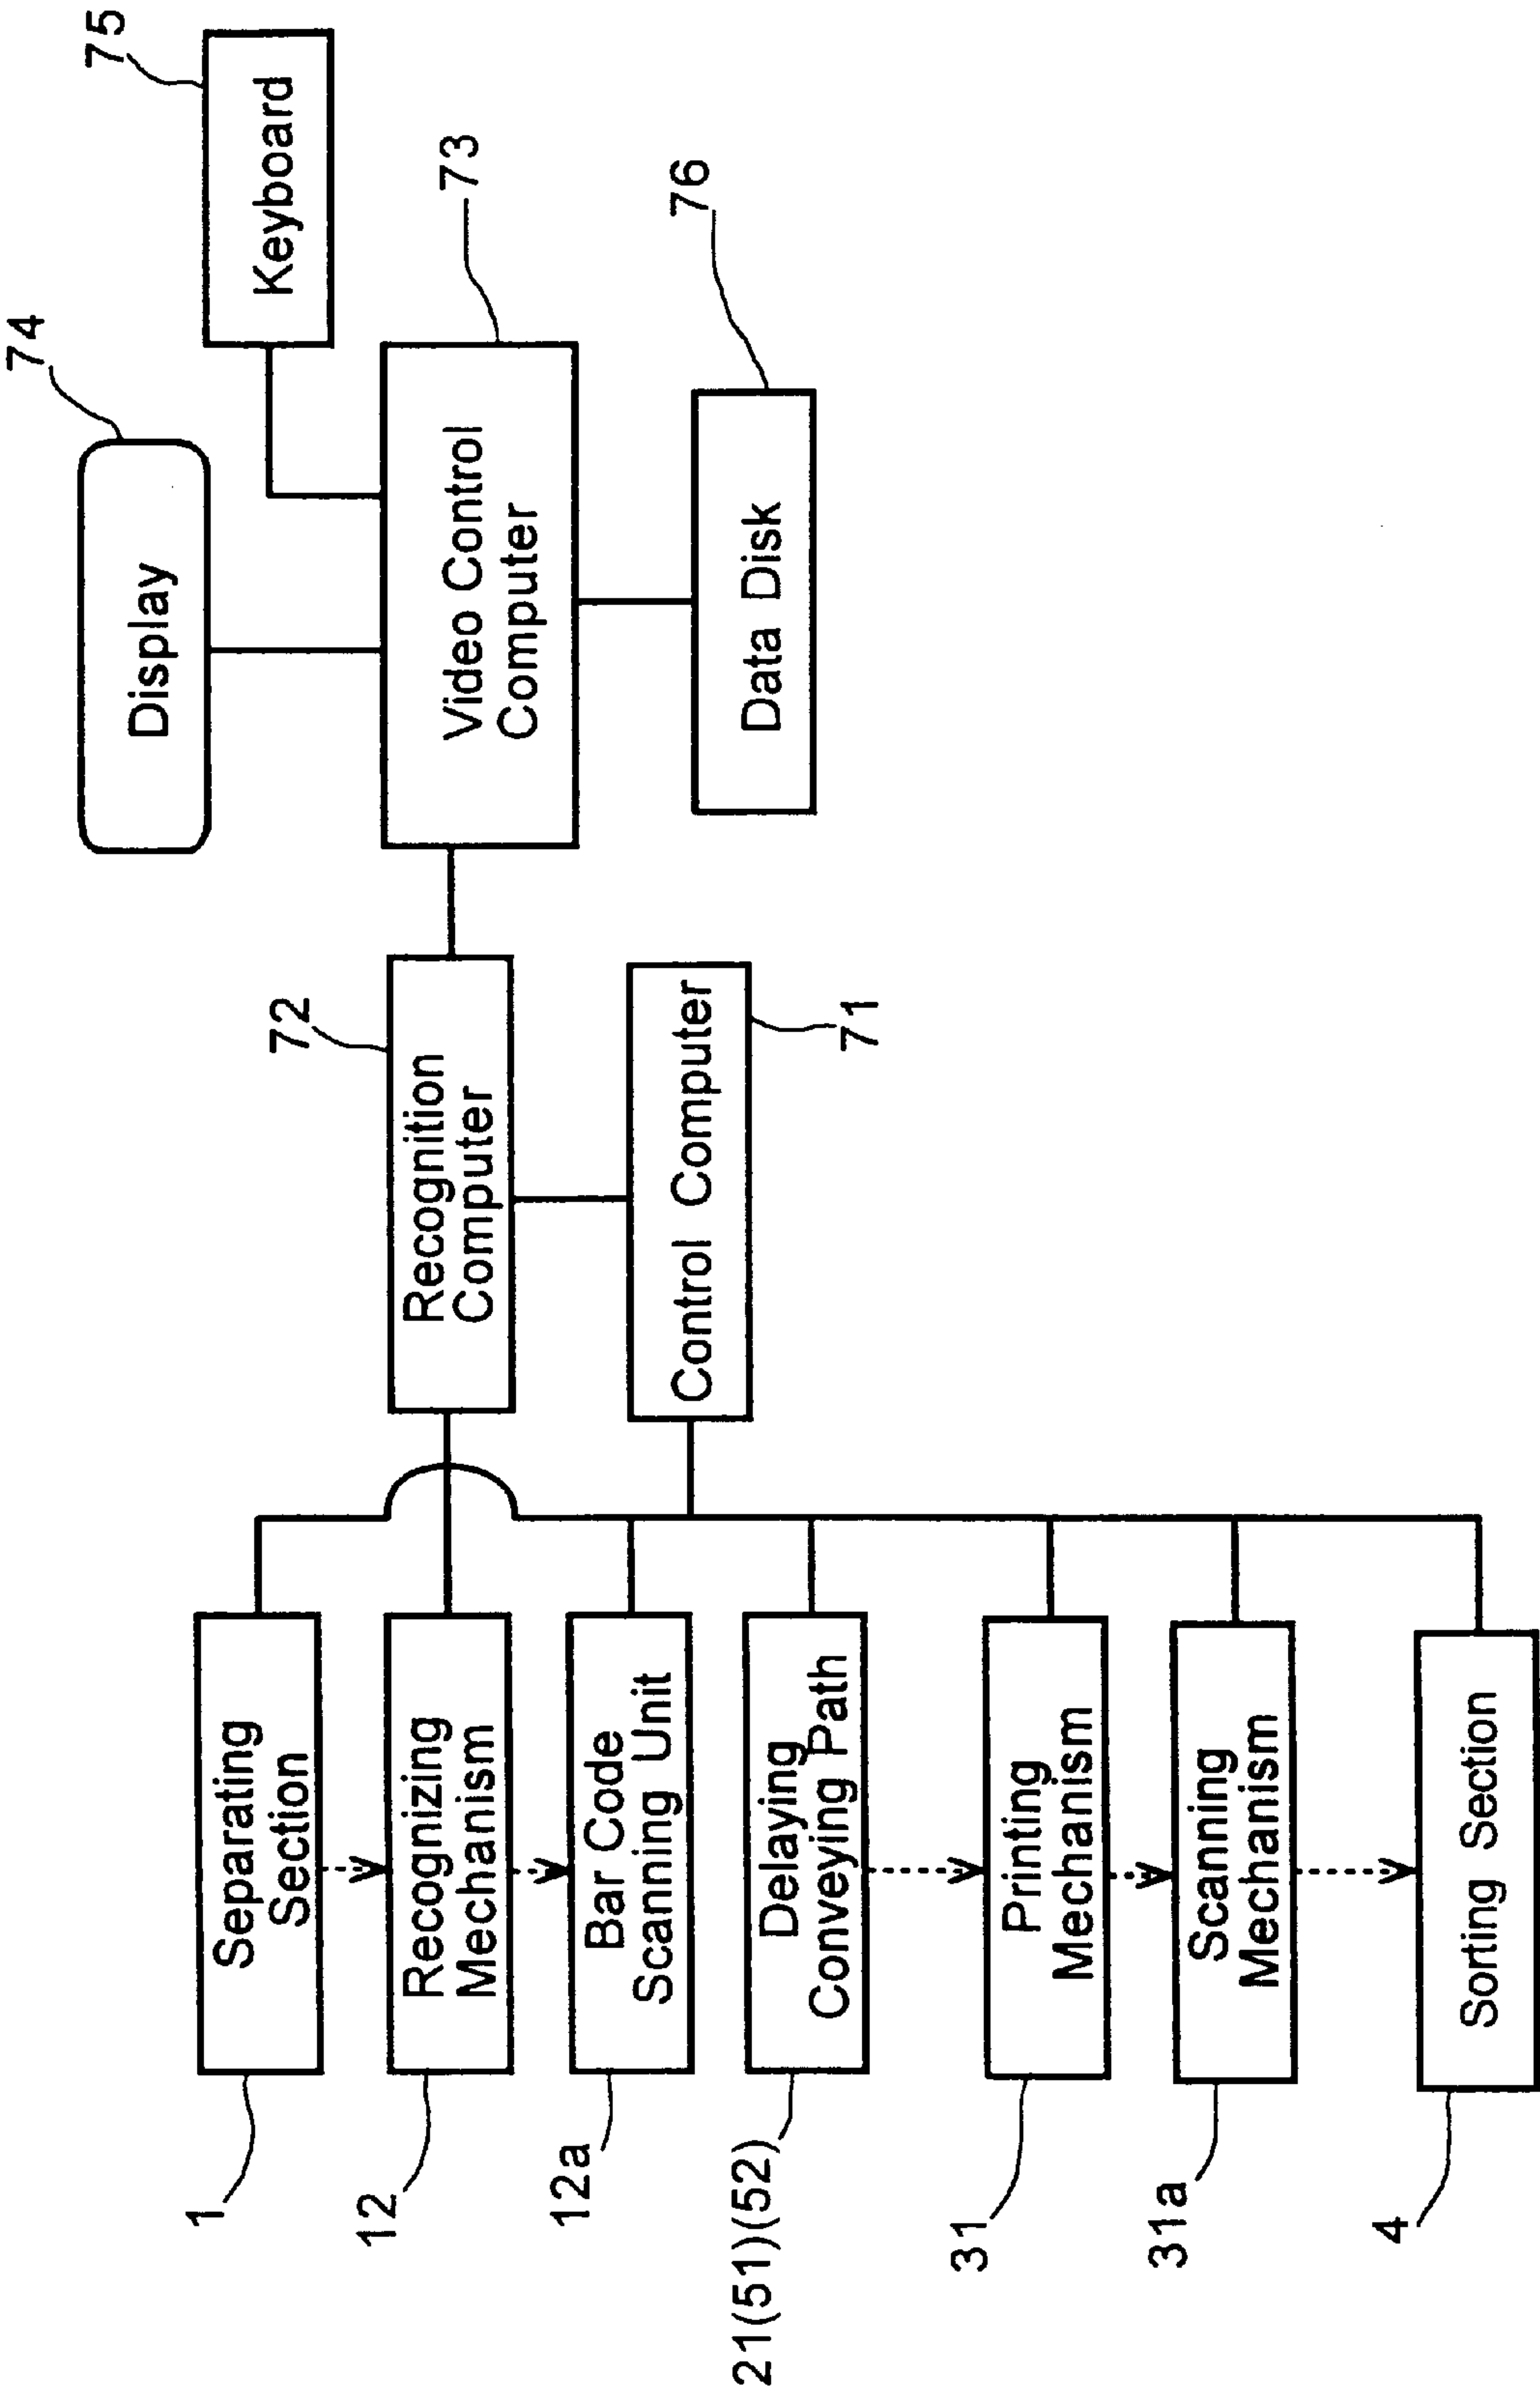 74
75
Display
Keyboard
73
Video Control
Computer
76
Data Disk
72
Recognition
Computer
Control Computer
71
1
Separating
Section
12
Recognizing
Mechanism
12a
Bar Code
Scanning Unit
21(51)(52)
Delaying
Conveying Path
31
Printing
Mechanism
31a
Scanning
Mechanism
4
Sorting Section